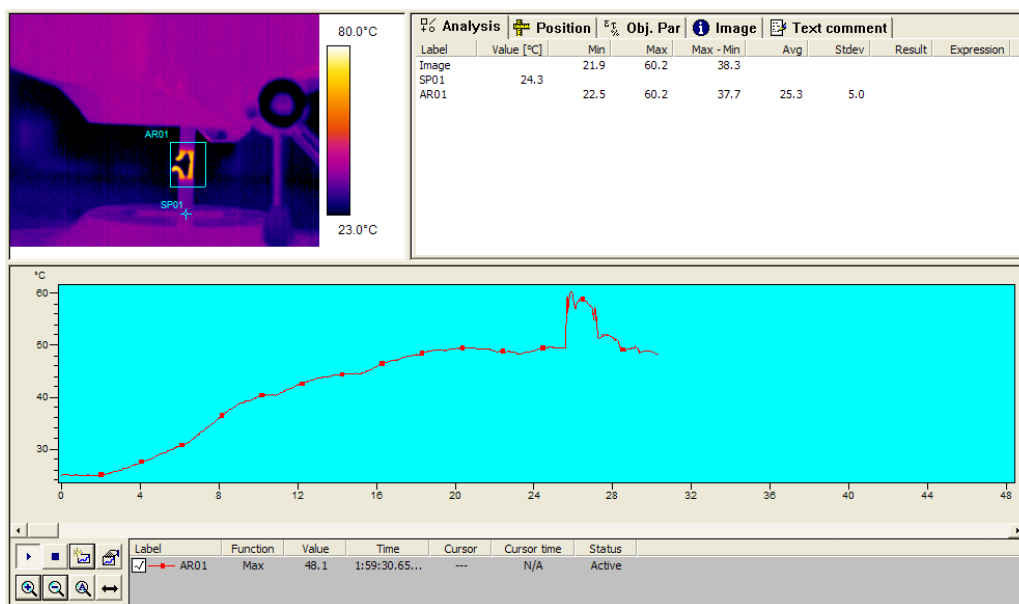 80.0°C
AR01
SP01
23.0°C
Analysis Position Obj. Par Image Text comment
Label Value [°C] Min Max Max - Min Avg Stdev Result Expression
Image 21.9 60.2 38.3
SP01 24.3
AR01 22.5 60.2 37.7 25.3 5.0
°C
60
50
40
30
0 4 8 12 16 20 24 28 32 36 40 44 48
Label Function Value Time Cursor Cursor time Status
AR01 Max 48.1 1:59:30.65... --- N/A Active